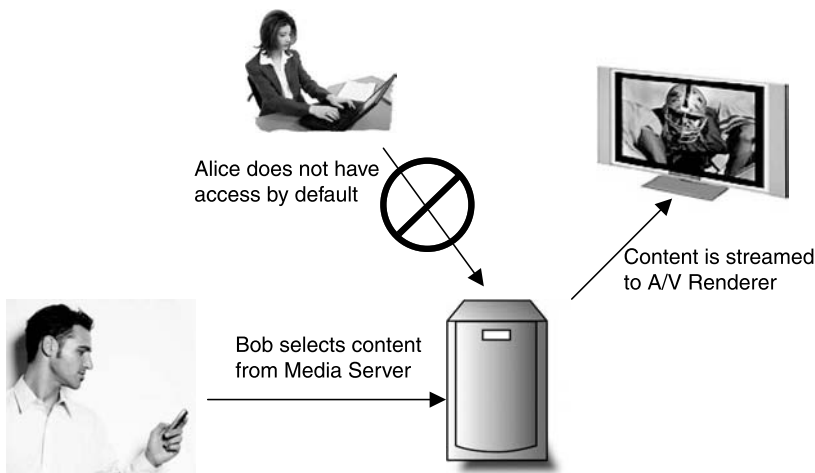 Alice does not have
access by default
Content is streamed
to A/V Renderer
Bob selects content
from Media Server